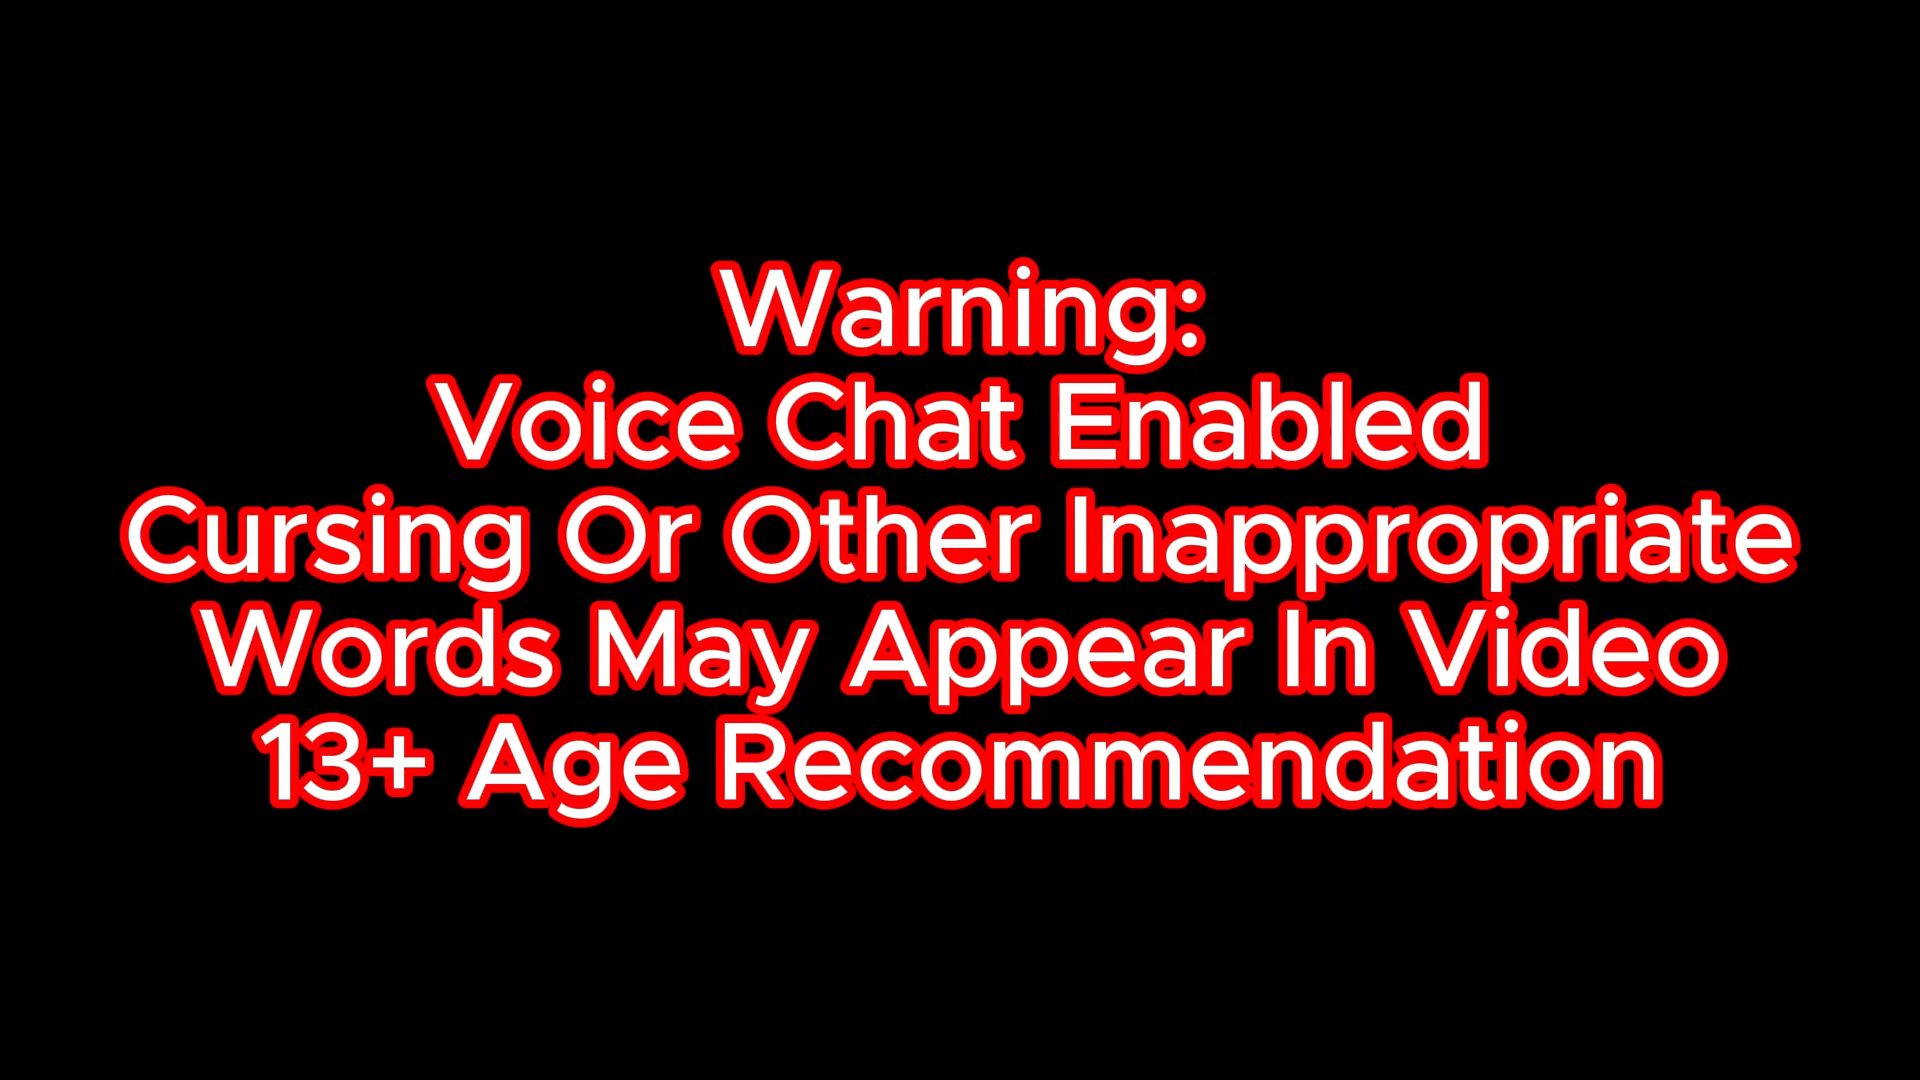 Warning:
Voice Chat Enabled
Cursing Or Other Inappropriate
Words May Appear In Video
13+ Age Recommendation